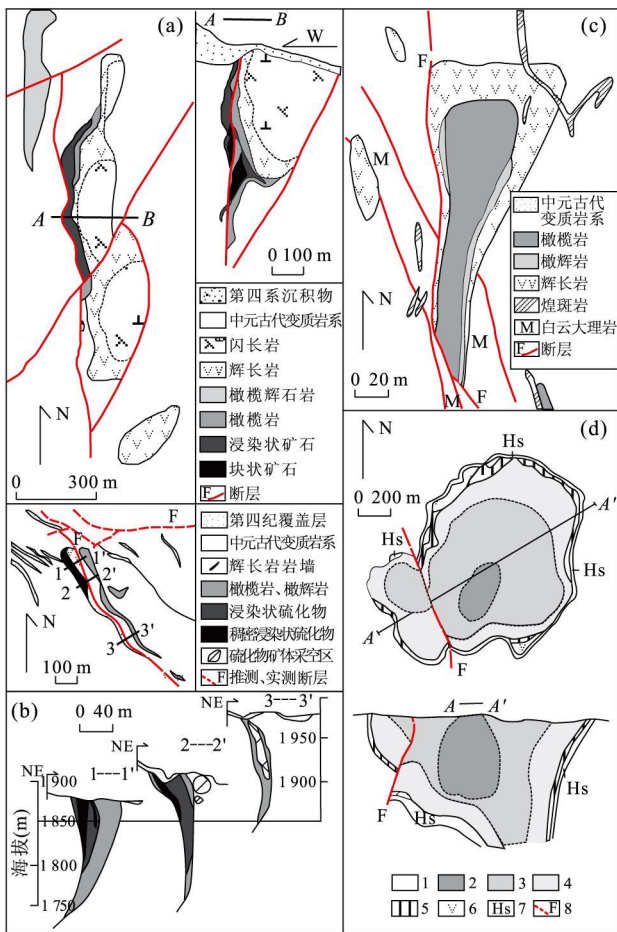 (a)
A
B
N
0
300 m
A
B
W
0 100 m
第四系沉积物
中元古代变质岩系
闪长岩
辉长岩
橄榄辉石岩
橄榄岩
浸染状矿石
块状矿石
F 断层
(c)
F
M
N
M
0 20 m
M
F
中元古代
变质岩系
橄榄岩
橄辉岩
辉长岩
煌斑岩
M 白云大理岩
F 断层
F
F
1
1'
2
2'
3
3'
N
100 m
第四纪覆盖层
中元古代变质岩系
辉长岩岩墙
橄榄岩、橄辉岩
浸染状硫化物
稠密浸染状硫化物
硫化物矿体采空区
F 推测、实测断层
(b)
0 40 m
NE
1---1'
NE
2---2'
NE
3---3'
1 900
1 850
1 800
1 750
海拔(m)
1 950
1 900
(d)
N
0 200 m
Hs
A'
Hs
Hs
A
F
A
A'
Hs
Hs
F
1 2 3 4
5 6 Hs 7 F 8